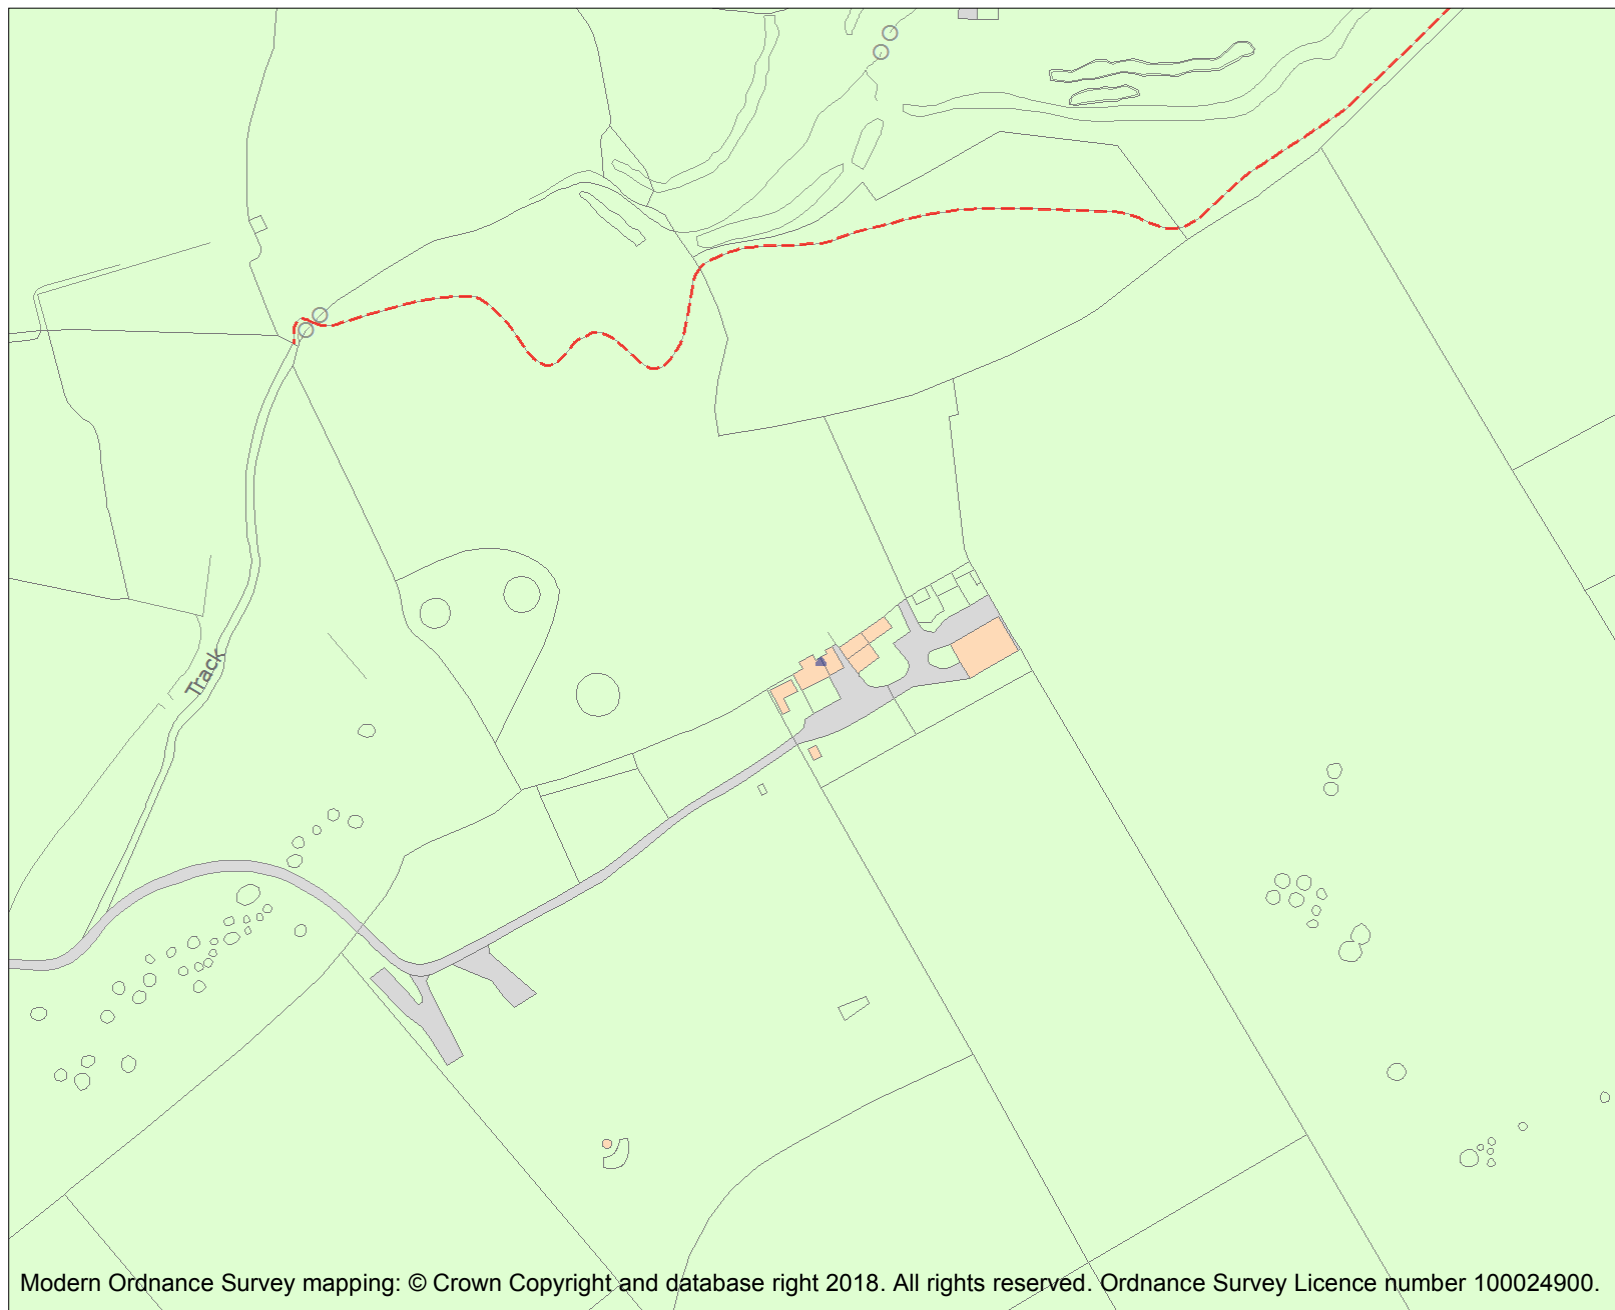 Track
Modern Ordnance Survey mapping: © Crown Copyright and database right 2018. All rights reserved. Ordnance Survey Licence number 100024900.